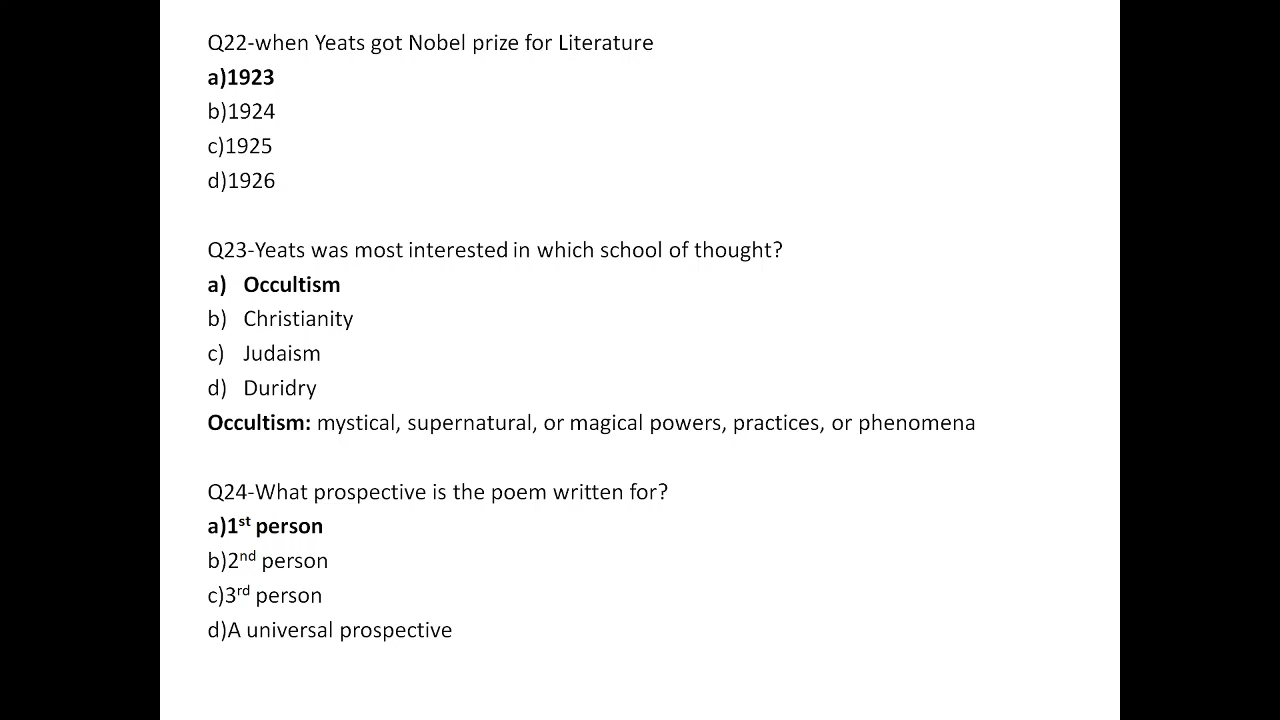 Q22-when Yeats got Nobel prize for Literature
a)1923
b)1924
c)1925
d)1926
Q23-Yeats was most interested in which school of thought?
a) Occultism
b) Christianity
c) Judaism
d) Duridry
Occultism: mystical, supernatural, or magical powers, practices, or phenomena
Q24-What prospective is the poem written for?
a)1st person
b)2nd person
c)3rd person
d)A universal prospective